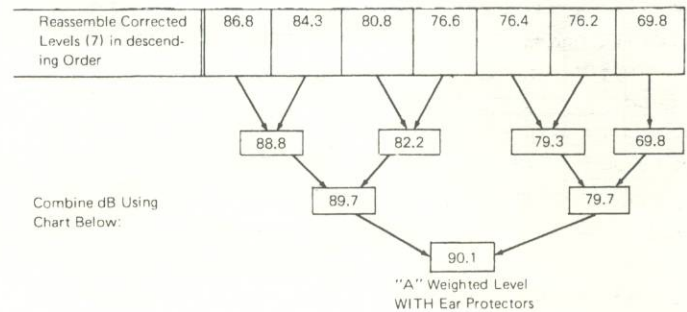 Reassemble Corrected
Levels (7) in descend-
ing Order
86.8 84.3 80.8 76.6 76.4 76.2 69.8
88.8 82.2 79.3 69.8
89.7 79.7
Combine dB Using
Chart Below:
90.1
"A" Weighted Level
WITH Ear Protectors